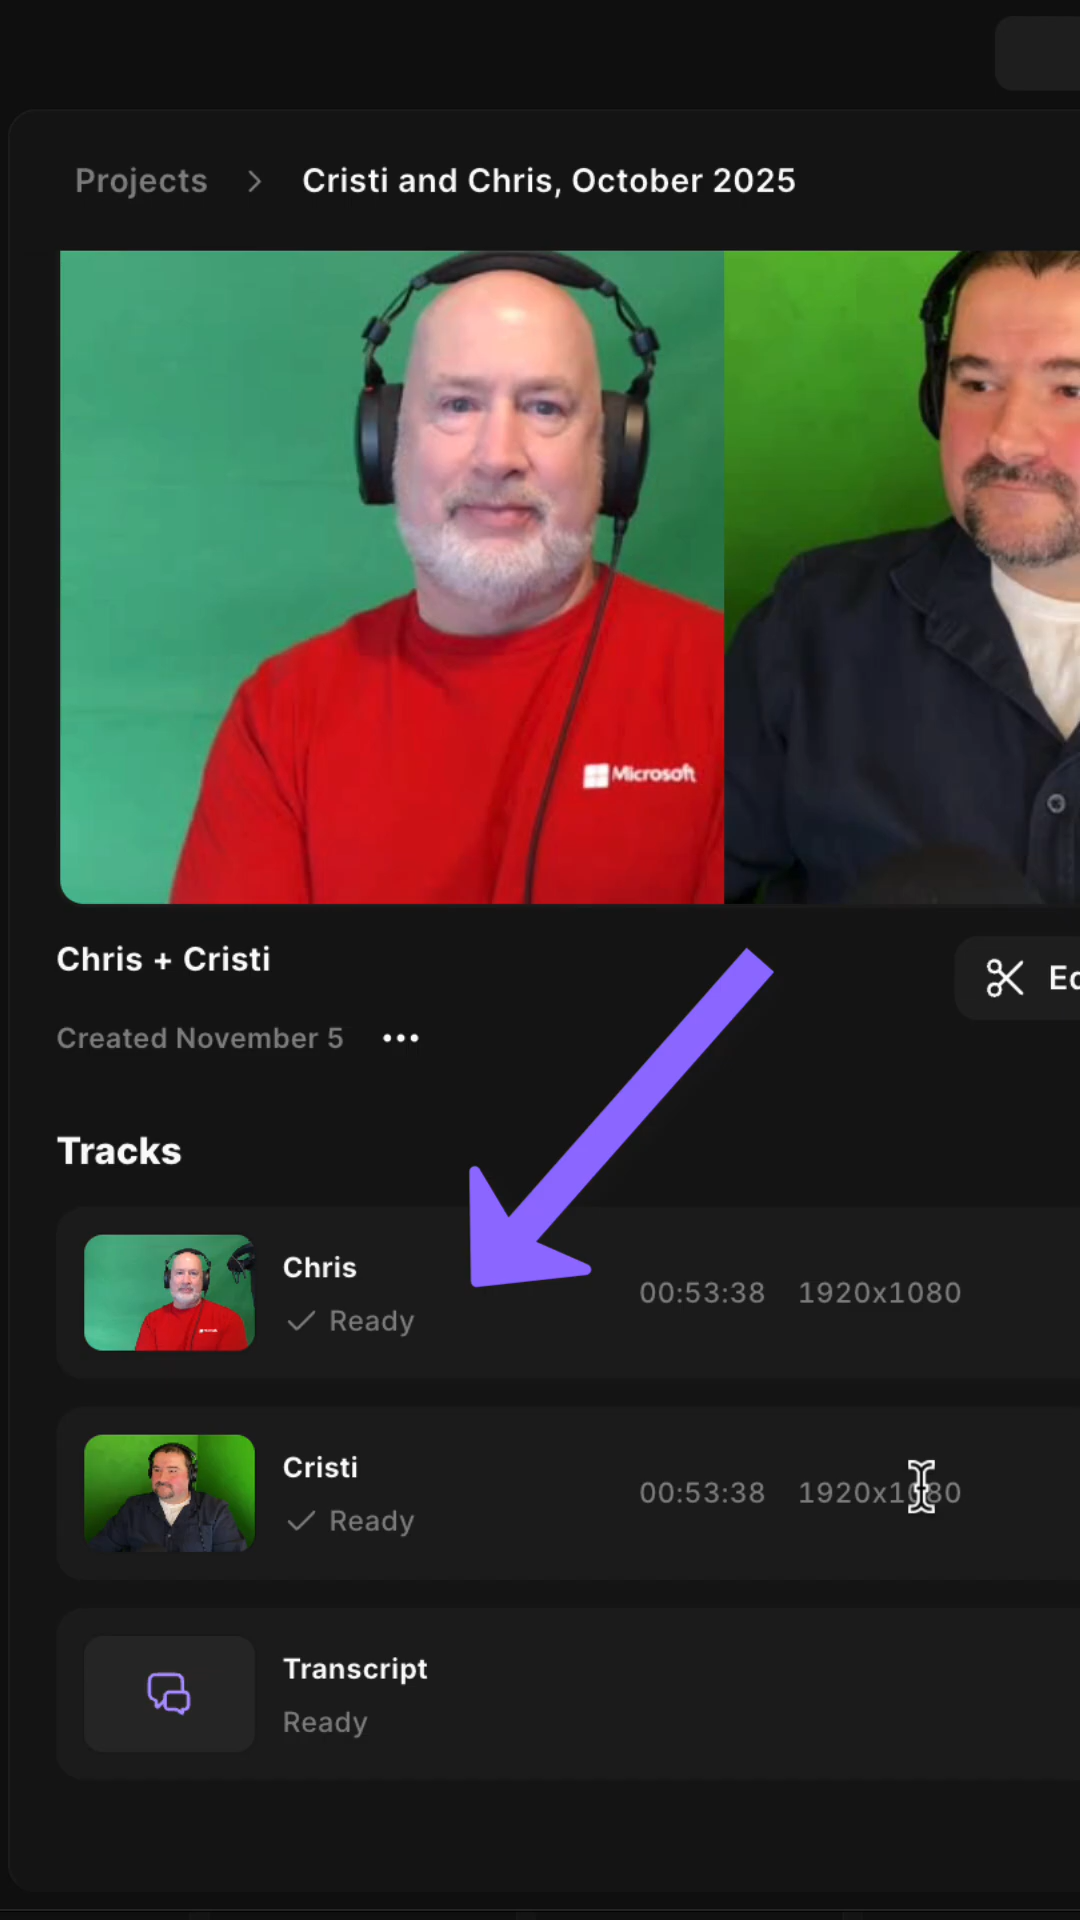 Projects > Cristi and Chris, October 2025
Microsoft
Chris + Cristi
Created November 5
Tracks
Chris
Ready
00:53:38 1920x1080
Cristi
Ready
00:53:38 1920x1080
Transcript
Ready